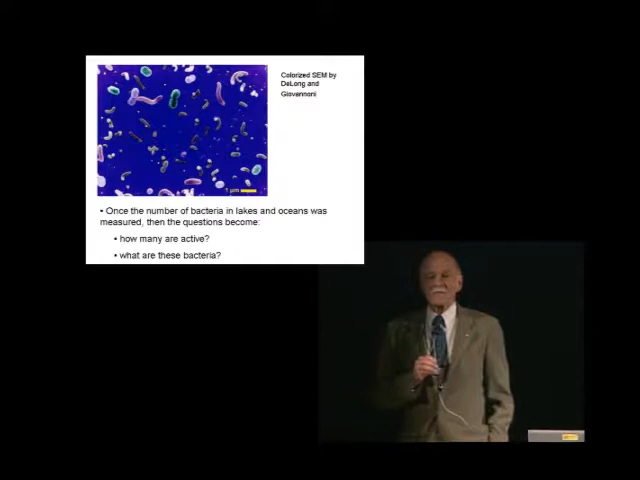 Colorized SEM by
DeLong and
Giovannoni
1 µm
• Once the number of bacteria in lakes and oceans was
measured, then the questions become:
• how many are active?
• what are these bacteria?